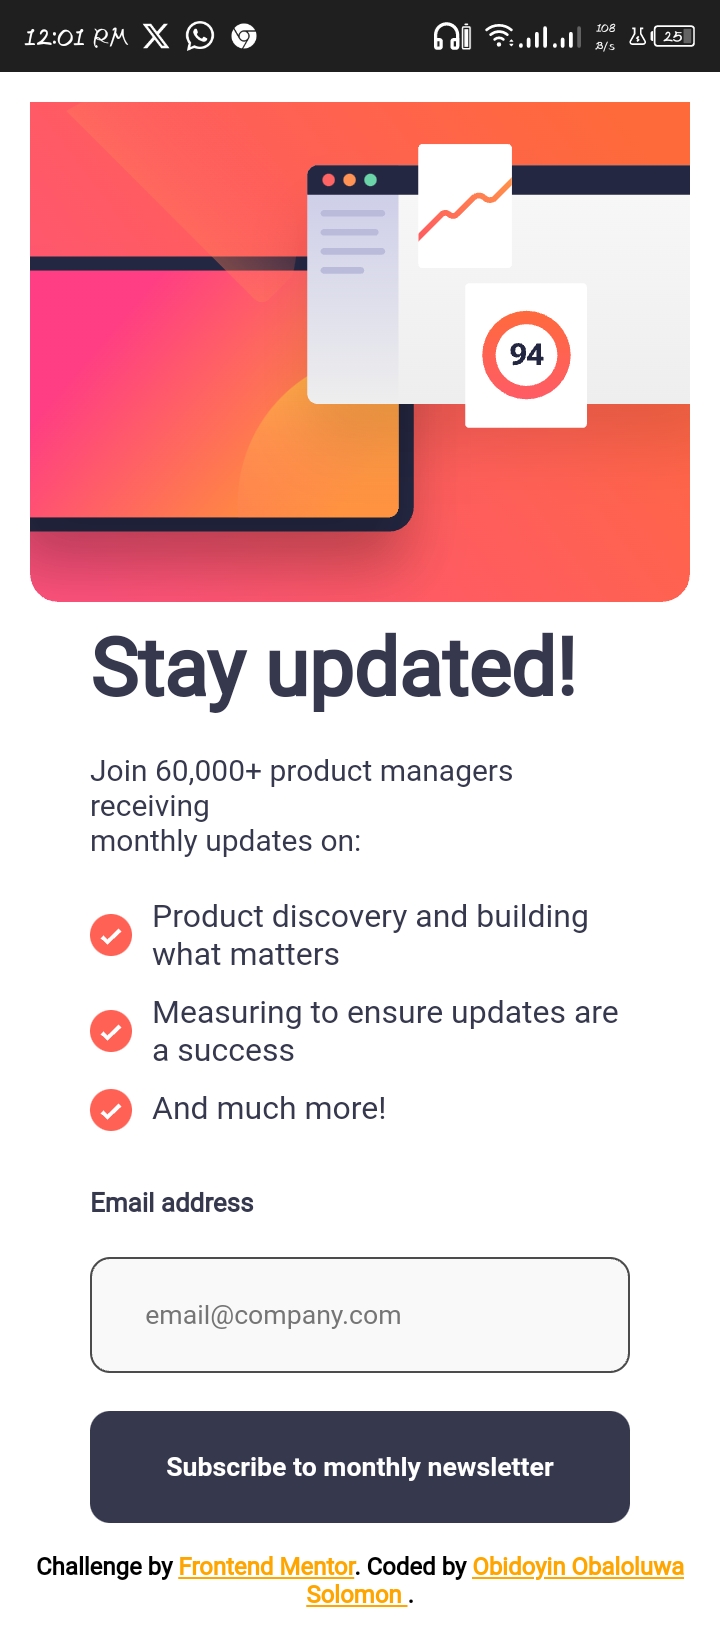 12:01 PM
108
B/s
25
94
Stay updated!
Join 60,000+ product managers
receiving
monthly updates on:
Product discovery and building
what matters
Measuring to ensure updates are
a success
And much more!
Email address
email@company.com
Subscribe to monthly newsletter
Challenge by Frontend Mentor. Coded by Obidoyin Obaloluwa
Solomon .